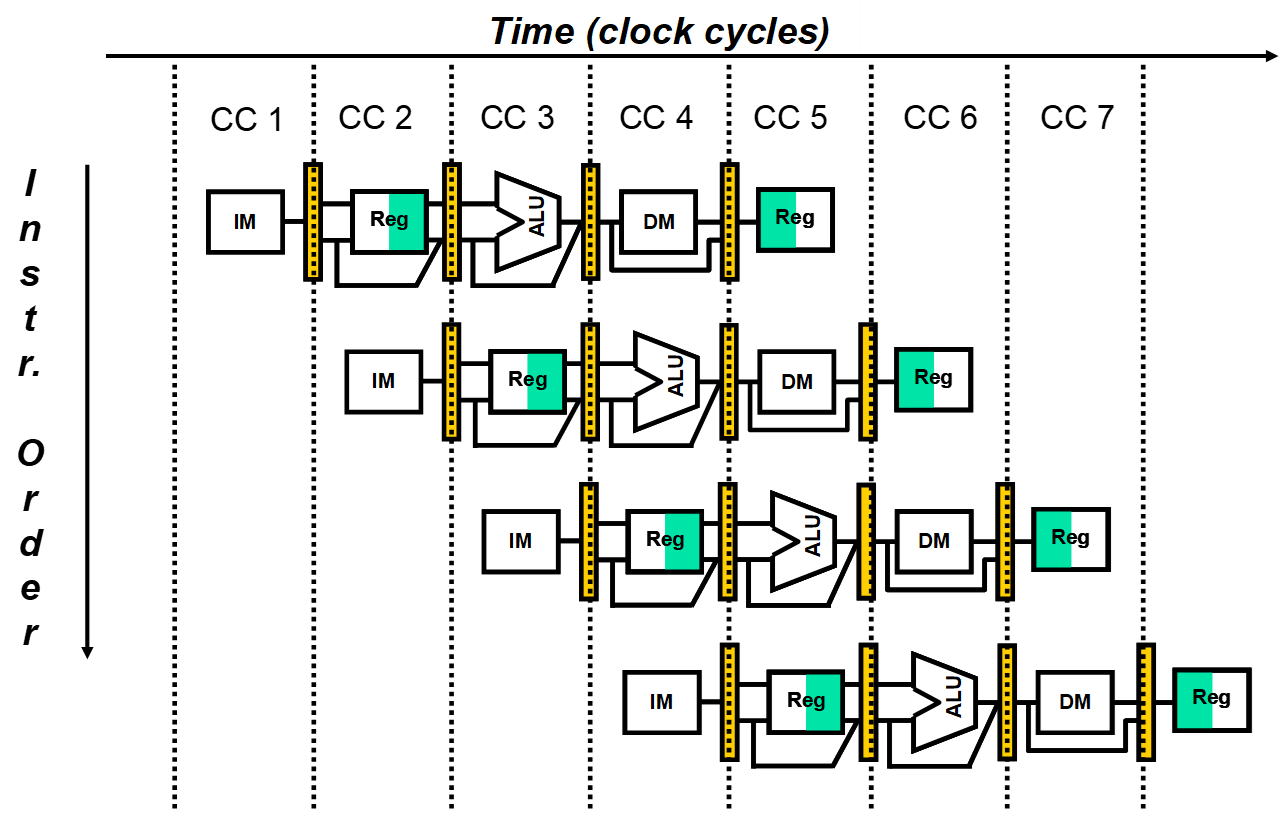 Time (clock cycles)
CC 1 CC 2 CC 3 CC 4 CC 5 CC 6 CC 7
Instr. Order
IM Reg ALU DM Reg
IM Reg ALU DM Reg
IM Reg ALU DM Reg
IM Reg ALU DM Reg